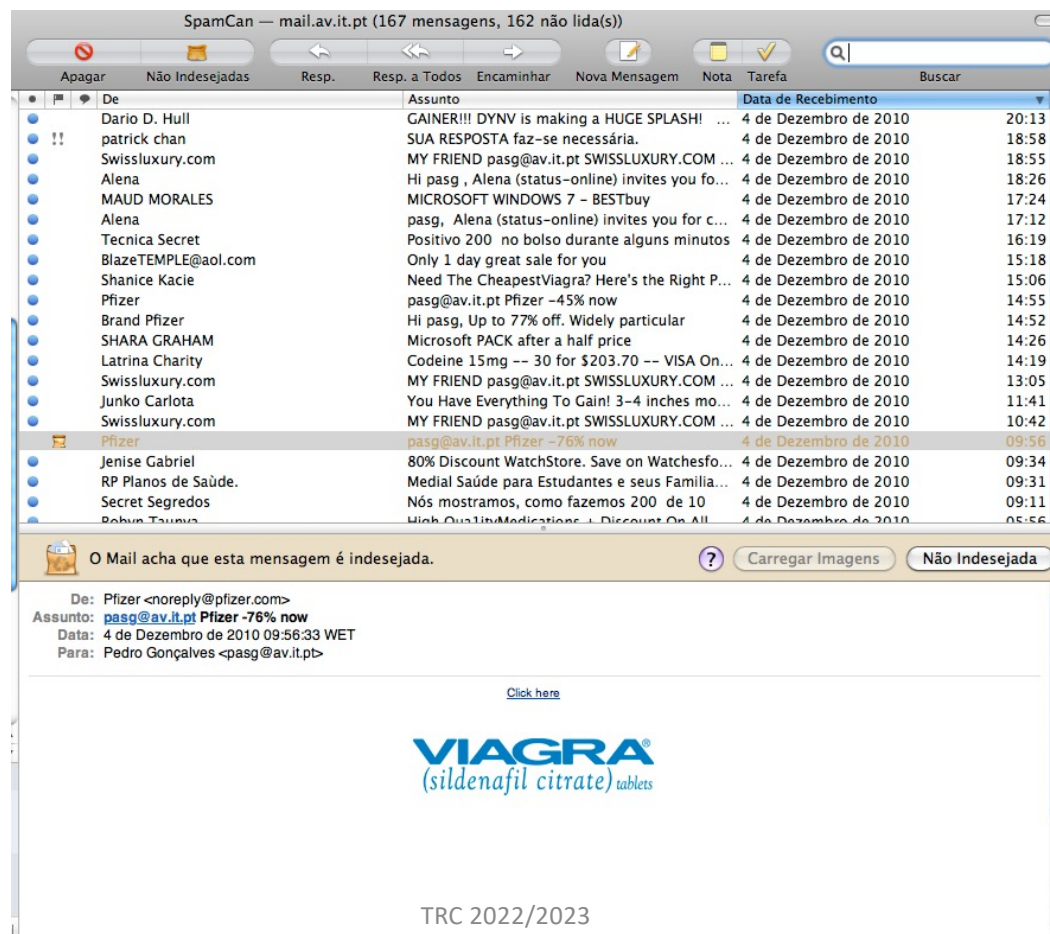 SpamCan — mail.av.it.pt (167 mensagens, 162 não lida(s))
Apagar Não Indesejadas Resp. Resp. a Todos Encaminhar Nova Mensagem Nota Tarefa Buscar
De Assunto Data de Recebimento
Dario D. Hull GAINER!!! DYNV is making a HUGE SPLASH! ... 4 de Dezembro de 2010 20:13
!! patrick chan SUA RESPOSTA faz-se necessária. 4 de Dezembro de 2010 18:58
Swissluxury.com MY FRIEND pasg@av.it.pt SWISSLUXURY.COM ... 4 de Dezembro de 2010 18:55
Alena Hi pasg , Alena (status-online) invites you fo... 4 de Dezembro de 2010 18:26
MAUD MORALES MICROSOFT WINDOWS 7 - BESTbuy 4 de Dezembro de 2010 17:24
Alena pasg, Alena (status-online) invites you for c... 4 de Dezembro de 2010 17:12
Tecnica Secret Positivo 200 no bolso durante alguns minutos 4 de Dezembro de 2010 16:19
BlazeTEMPLE@aol.com Only 1 day great sale for you 4 de Dezembro de 2010 15:18
Shanice Kacie Need The CheapestViagra? Here's the Right P... 4 de Dezembro de 2010 15:06
Pfizer pasg@av.it.pt Pfizer -45% now 4 de Dezembro de 2010 14:55
Brand Pfizer Hi pasg, Up to 77% off. Widely particular 4 de Dezembro de 2010 14:52
SHARA GRAHAM Microsoft PACK after a half price 4 de Dezembro de 2010 14:26
Latrina Charity Codeine 15mg -- 30 for $203.70 -- VISA On... 4 de Dezembro de 2010 14:19
Swissluxury.com MY FRIEND pasg@av.it.pt SWISSLUXURY.COM ... 4 de Dezembro de 2010 13:05
Junko Carlota You Have Everything To Gain! 3-4 inches mo... 4 de Dezembro de 2010 11:41
Swissluxury.com MY FRIEND pasg@av.it.pt SWISSLUXURY.COM ... 4 de Dezembro de 2010 10:42
Pfizer pasg@av.it.pt Pfizer -76% now 4 de Dezembro de 2010 09:56
Jenise Gabriel 80% Discount WatchStore. Save on Watchesfo... 4 de Dezembro de 2010 09:34
RP Planos de Saùde. Medial Saúde para Estudantes e seus Familia... 4 de Dezembro de 2010 09:31
Secret Segredos Nós mostramos, como fazemos 200 de 10 4 de Dezembro de 2010 09:11
Robyn Taunya High Qua1ityMedications + Discount On All 4 de Dezembro de 2010 05:56
O Mail acha que esta mensagem é indesejada. ? Carregar Imagens Não Indesejada
De: Pfizer <noreply@pfizer.com>
Assunto: pasg@av.it.pt Pfizer -76% now
Data: 4 de Dezembro de 2010 09:56:33 WET
Para: Pedro Gonçalves <pasg@av.it.pt>
Click here
VIAGRA®
(sildenafil citrate) tablets
TRC 2022/2023